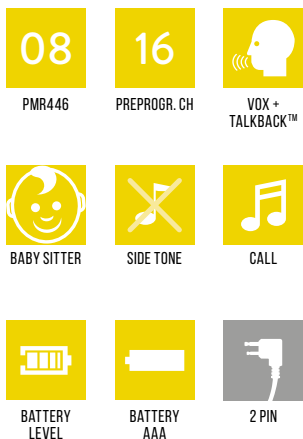 08
16
PMR446
PREPROGR. CH
VOX +
TALKBACK™
BABY SITTER
SIDE TONE
CALL
BATTERY
LEVEL
BATTERY
AAA
2 PIN